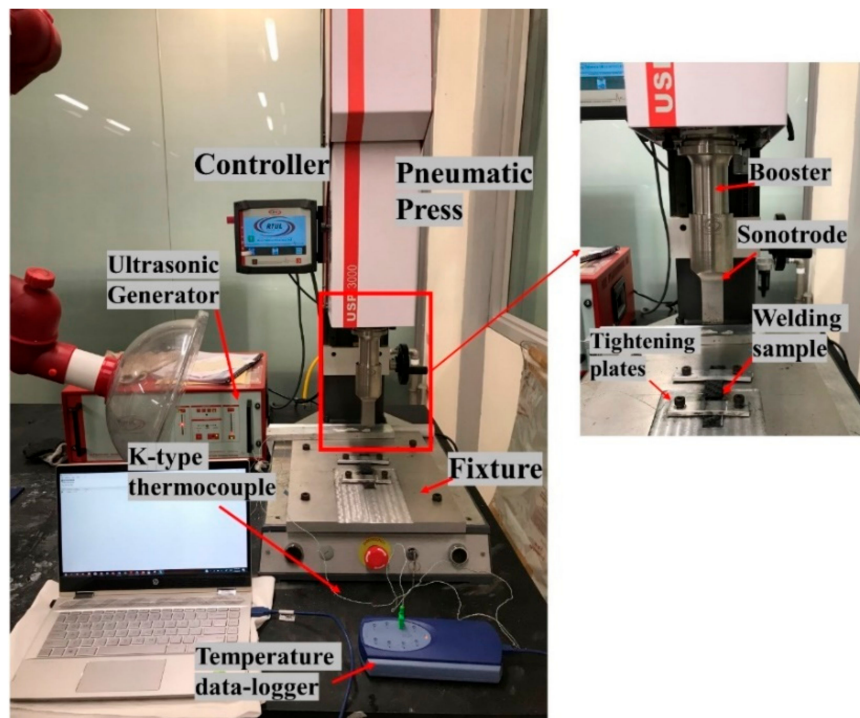 Controller
Pneumatic
Press
Ultrasonic
Generator
USP 3000
RTUL
K-type
thermocouple
Fixture
Temperature
data-logger
USP
Booster
Sonotrode
Welding
sample
Tightening
plates